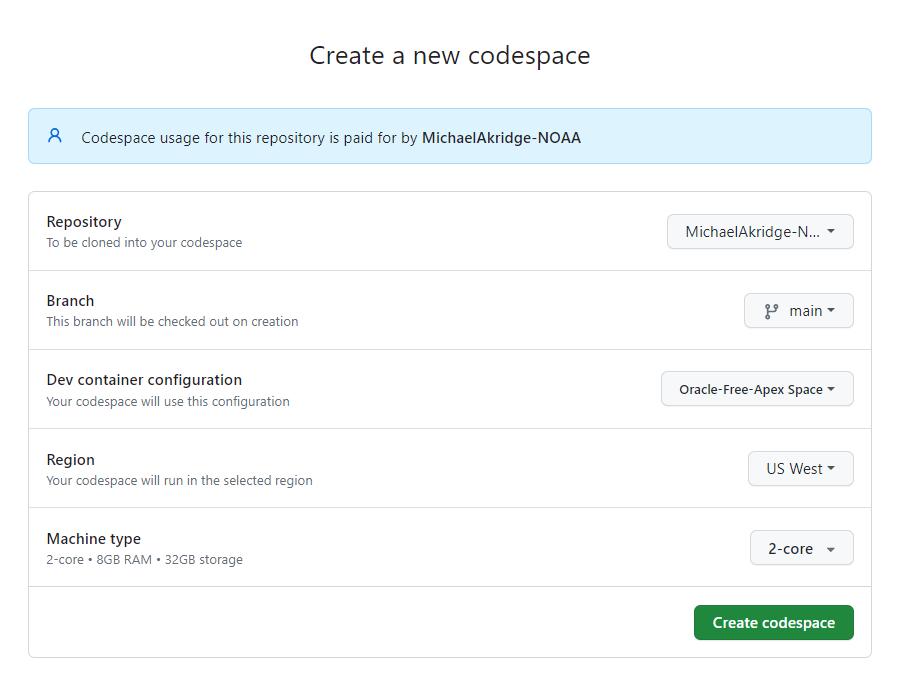 Create a new codespace
Codespace usage for this repository is paid for by MichaelAkridge-NOAA
Repository
To be cloned into your codespace
MichaelAkridge-N...
Branch
This branch will be checked out on creation
main
Dev container configuration
Your codespace will use this configuration
Oracle-Free-Apex Space
Region
Your codespace will run in the selected region
US West
Machine type
2-core • 8GB RAM • 32GB storage
2-core
Create codespace